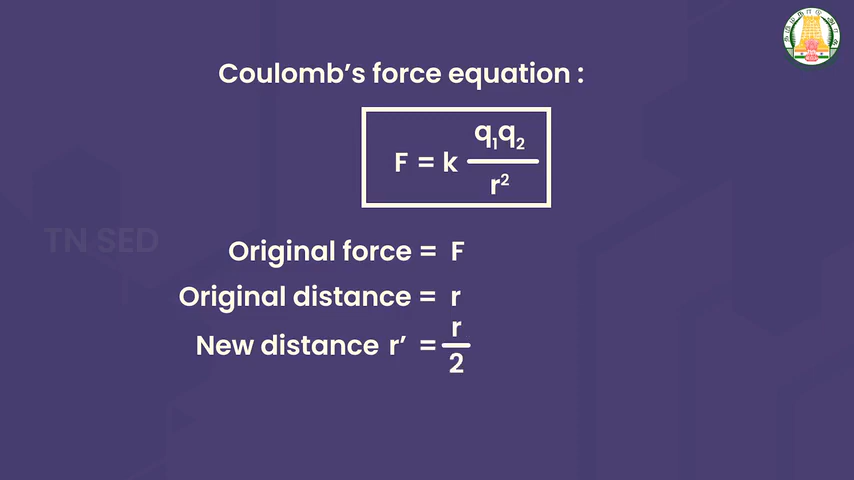 Coulomb's force equation :
F = k q₁q₂ / r²
TN SED
Original force = F
Original distance = r
New distance r' = r / 2